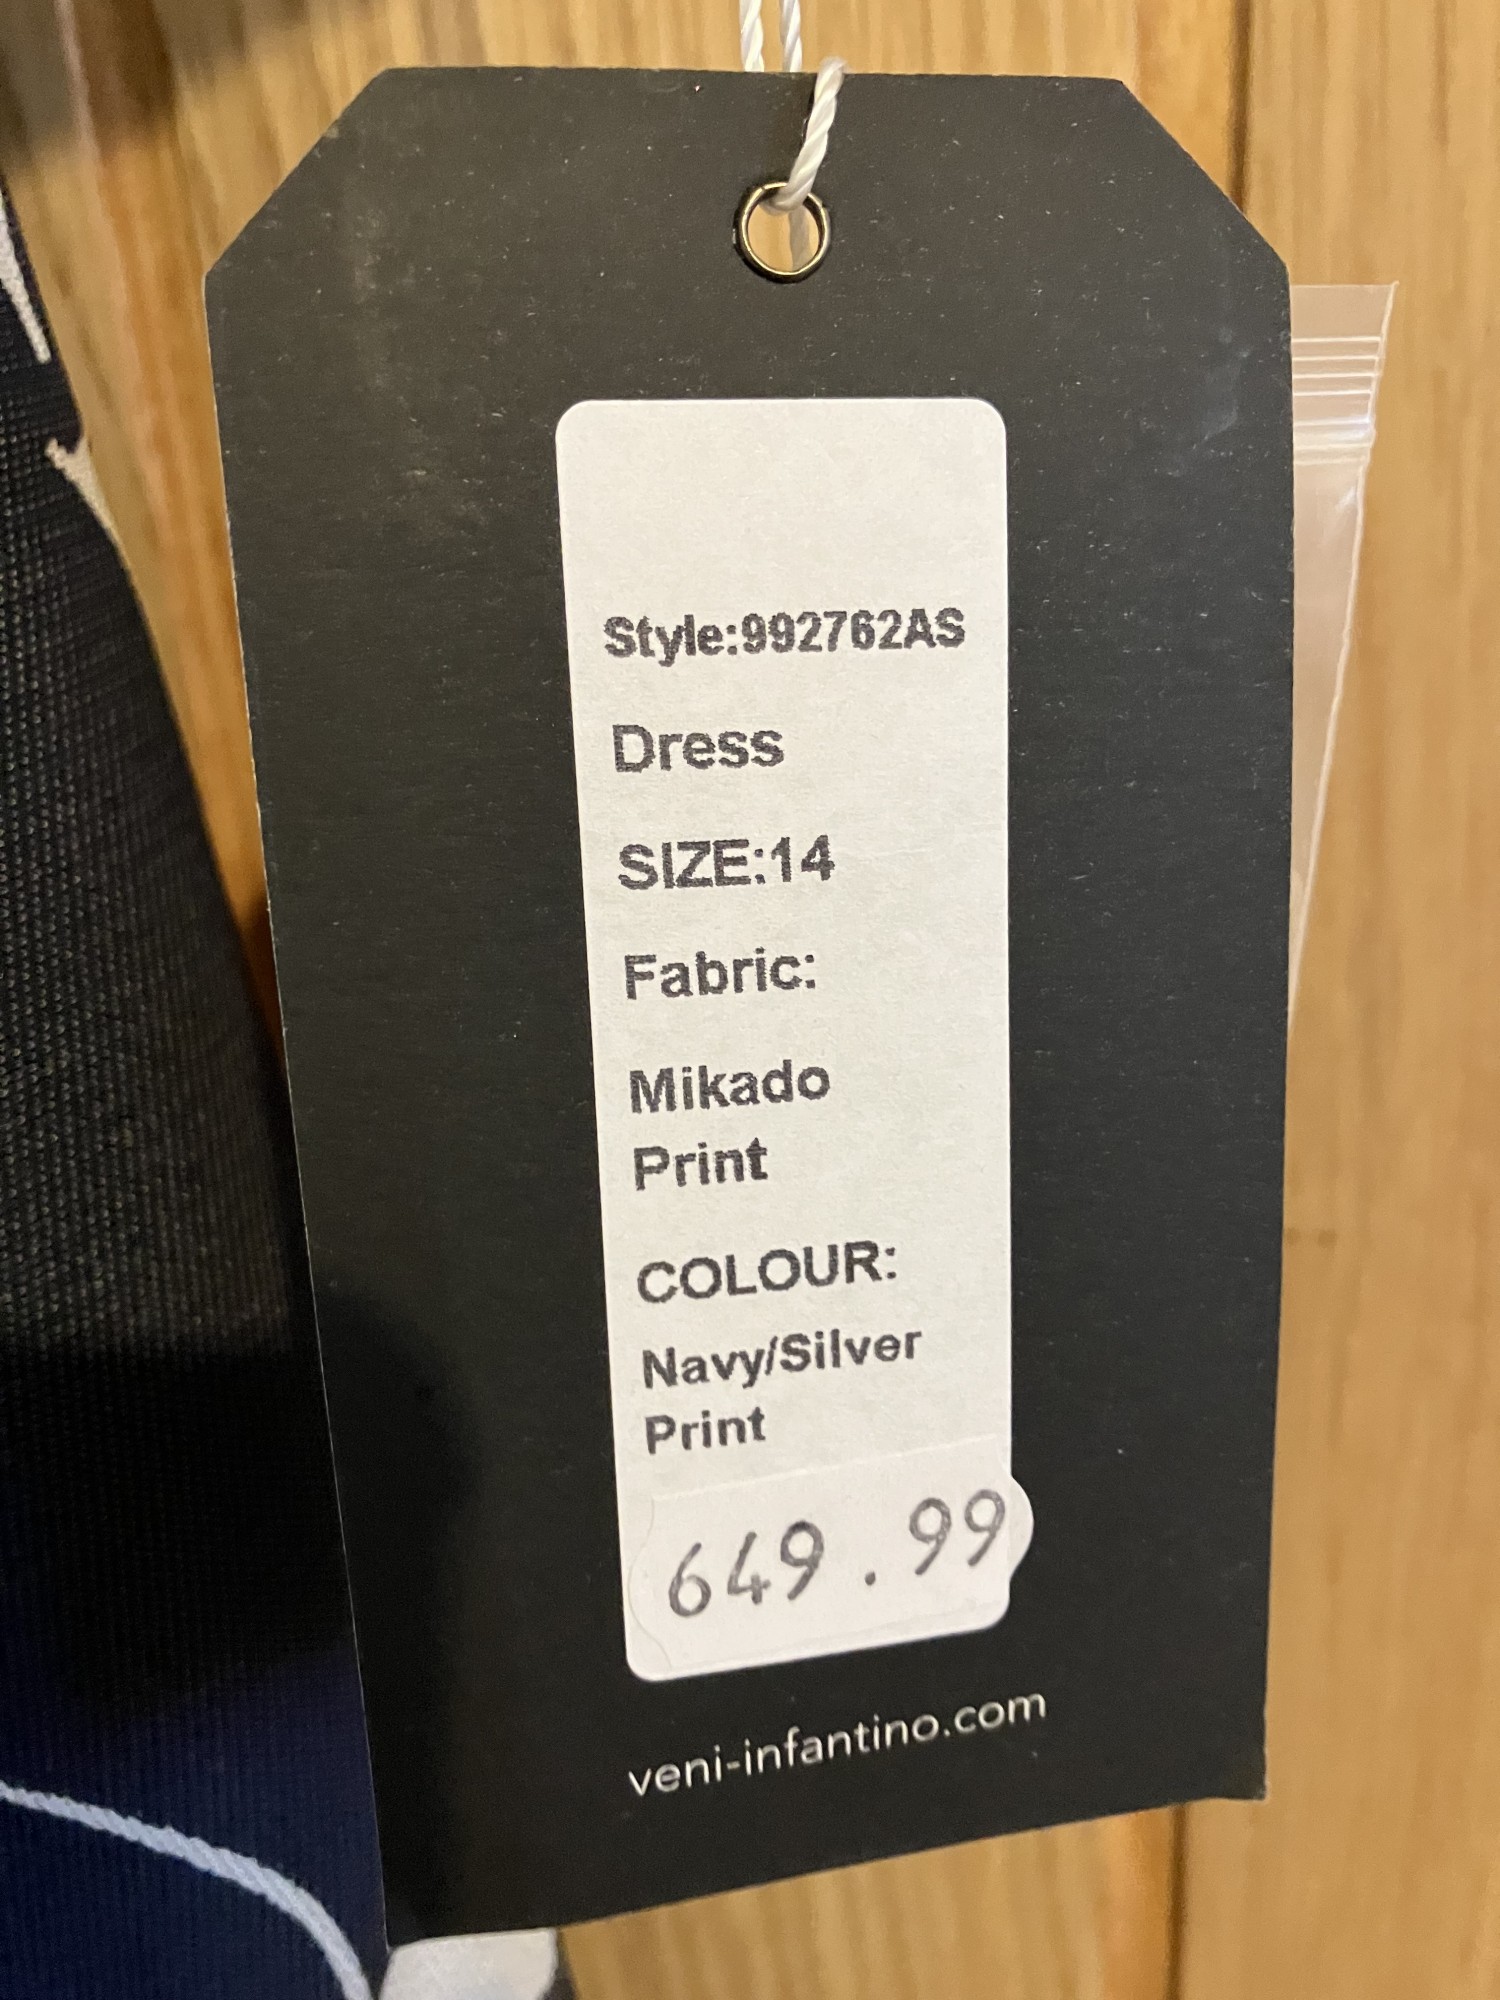 Style:992762AS
Dress
SIZE:14
Fabric:
Mikado
Print
COLOUR:
Navy/Silver
Print
649.99
veni-infantino.com